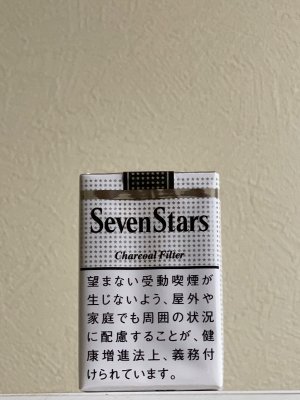 SevenStars
Charcoal Filter
望まない受動喫煙が
生じないよう、屋外や
家庭でも周囲の状況
に配慮することが、健
康増進法上、義務付
けられています。